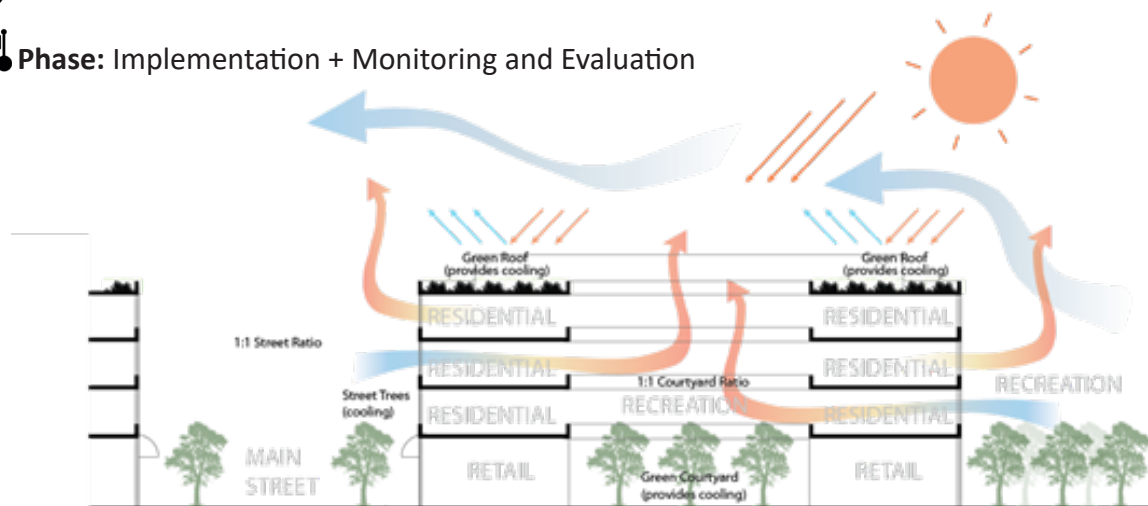 Phase: Implementation + Monitoring and Evaluation
Green Roof
(provides cooling)
Green Roof
(provides cooling)
RESIDENTIAL
RESIDENTIAL
1:1 Street Ratio
RESIDENTIAL
RESIDENTIAL
1:1 Courtyard Ratio
RECREATION
Street Trees
(cooling)
RESIDENTIAL
RECREATION
RESIDENTIAL
MAIN
STREET
RETAIL
Green Courtyard
(provides cooling)
RETAIL